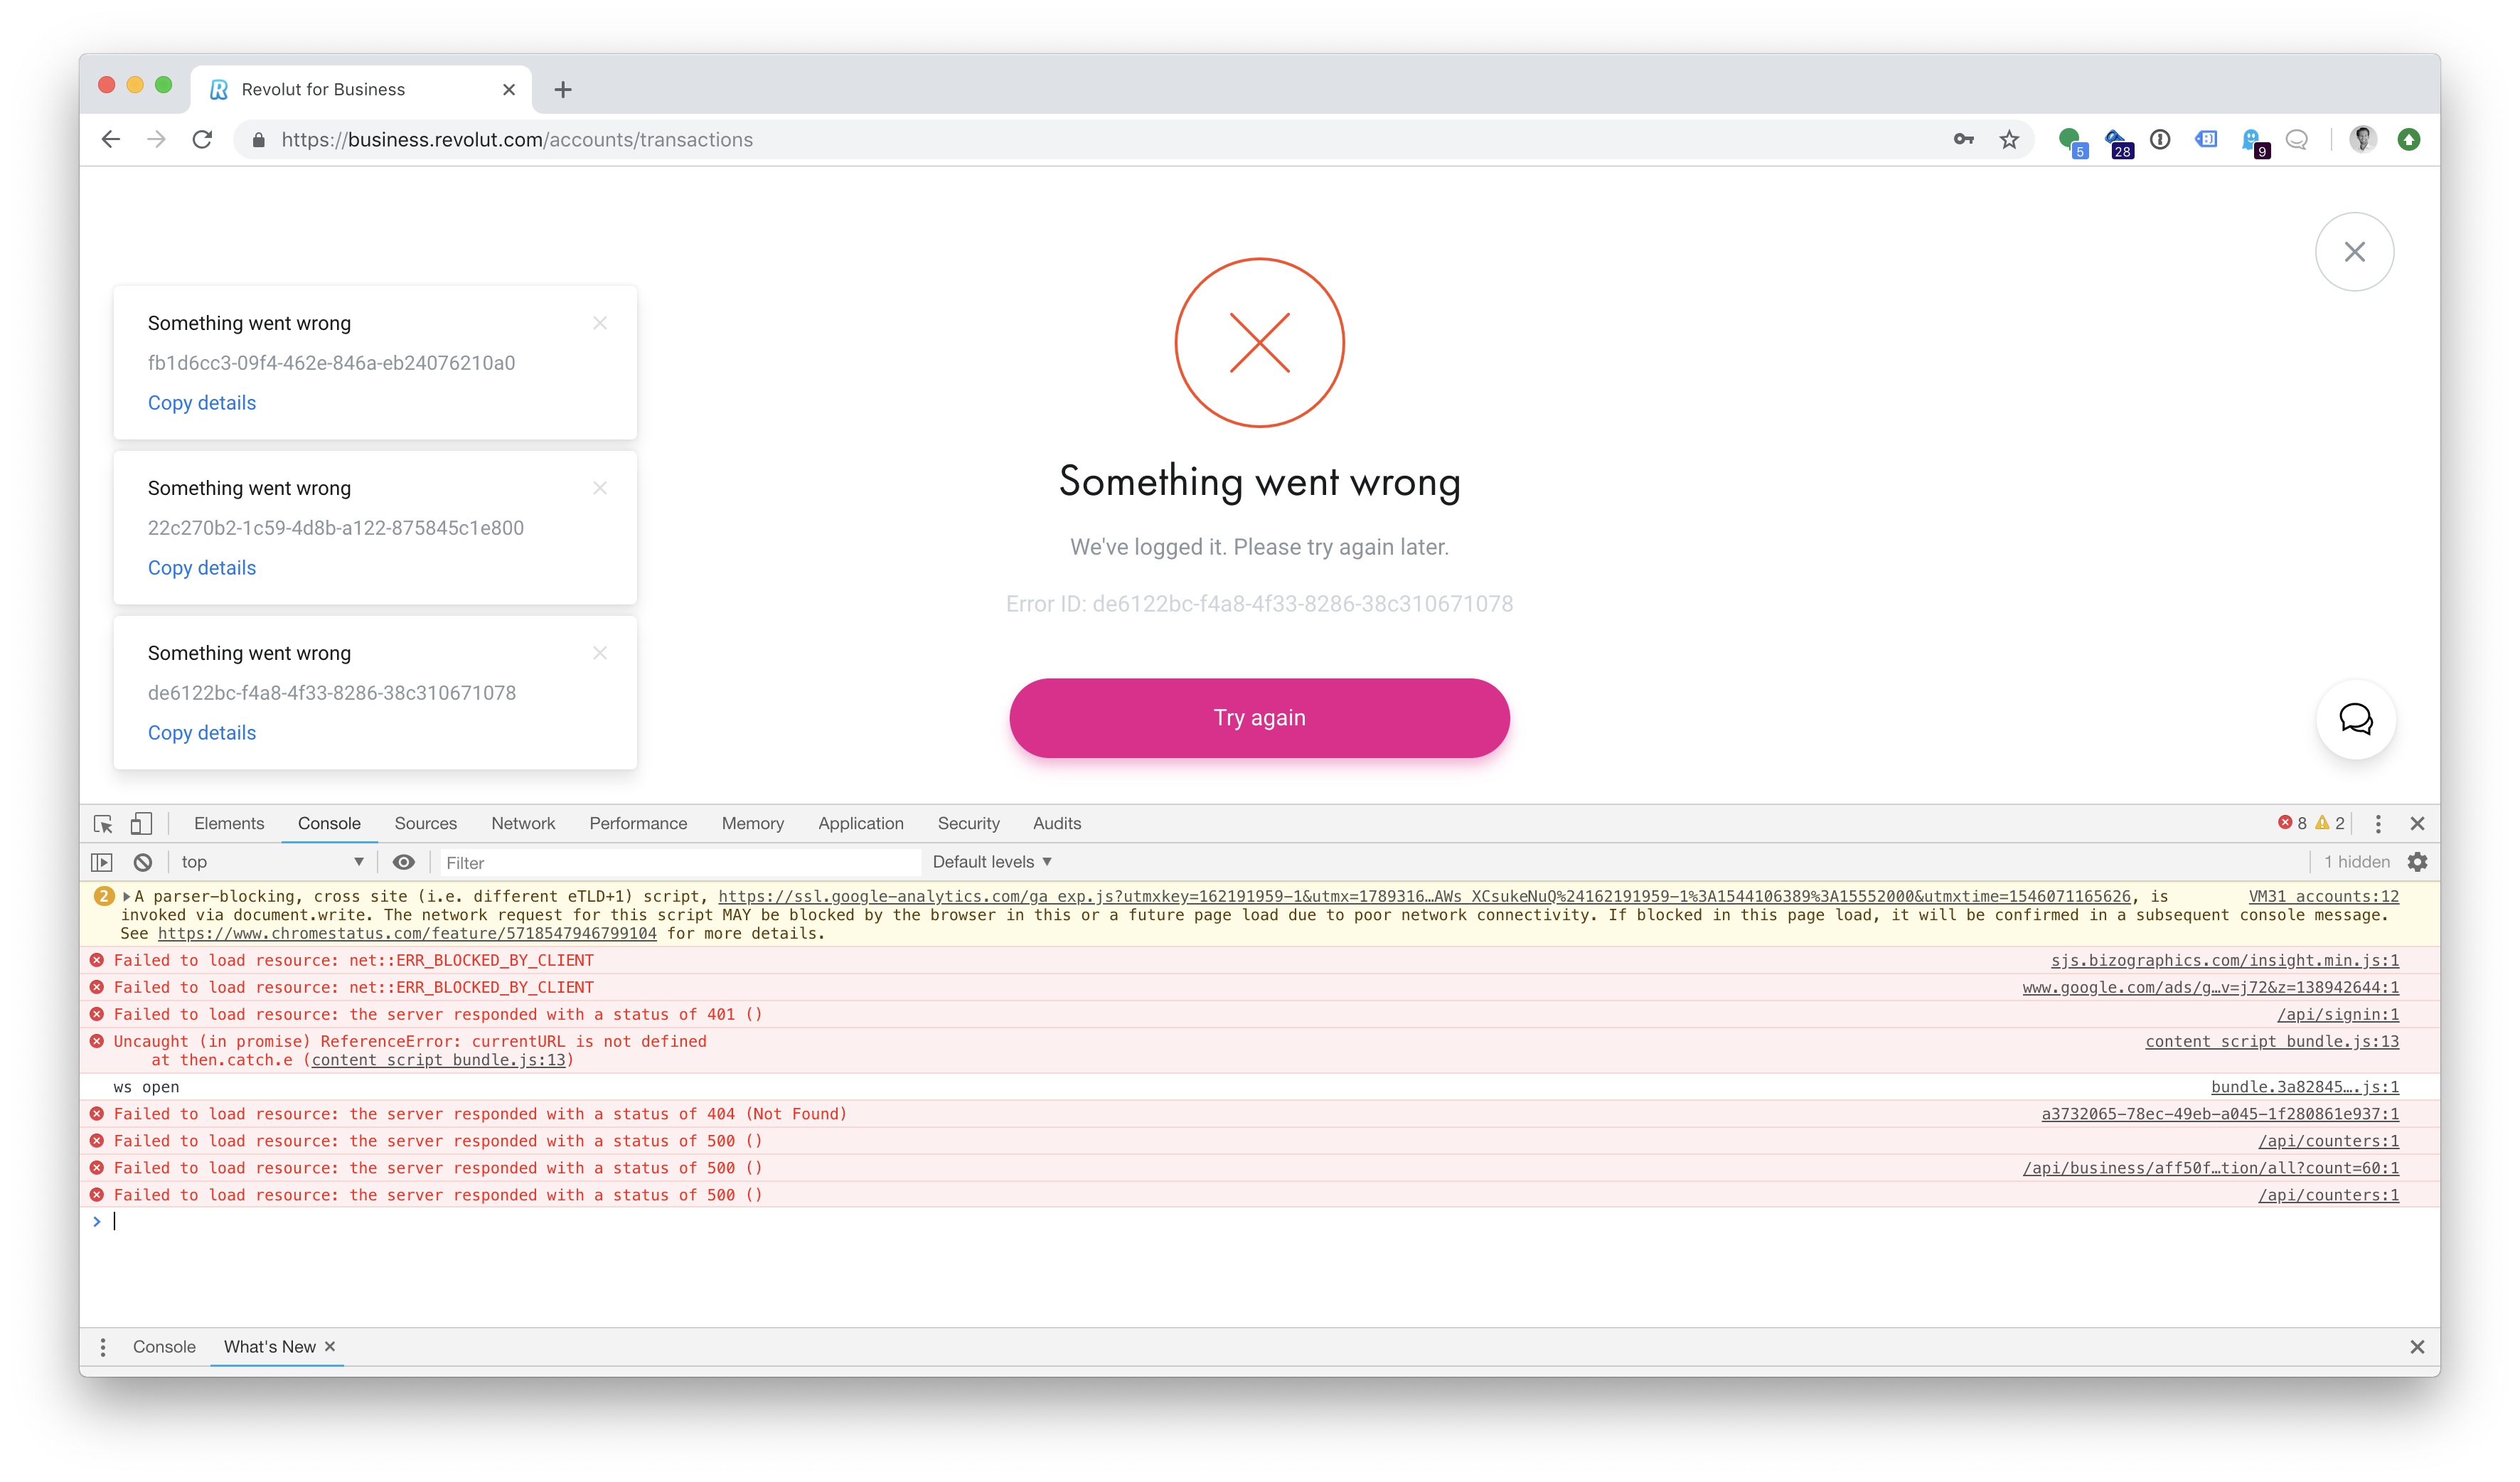 Revolut for Business
https://business.revolut.com/accounts/transactions
5
28
9
Something went wrong
fb1d6cc3-09f4-462e-846a-eb24076210a0
Copy details
Something went wrong
22c270b2-1c59-4d8b-a122-875845c1e800
Copy details
Something went wrong
de6122bc-f4a8-4f33-8286-38c310671078
Copy details
Something went wrong
We've logged it. Please try again later.
Error ID: de6122bc-f4a8-4f33-8286-38c310671078
Try again
Elements Console Sources Network Performance Memory Application Security Audits 8 2
top Filter Default levels 1 hidden
2 A parser-blocking, cross site (i.e. different eTLD+1) script, https://ssl.google-analytics.com/ga_exp.js?utmxkey=162191959-1&utmx=1789316…AWs_XCsukeNuQ%24162191959-1%3A1544106389%3A15552000&utmxtime=1546071165626, is VM31 accounts:12
invoked via document.write. The network request for this script MAY be blocked by the browser in this or a future page load due to poor network connectivity. If blocked in this page load, it will be confirmed in a subsequent console message.
See https://www.chromestatus.com/feature/5718547946799104 for more details.
Failed to load resource: net::ERR_BLOCKED_BY_CLIENT sjs.bizographics.com/insight.min.js:1
Failed to load resource: net::ERR_BLOCKED_BY_CLIENT www.google.com/ads/g…v=j72&z=138942644:1
Failed to load resource: the server responded with a status of 401 () /api/signin:1
Uncaught (in promise) ReferenceError: currentURL is not defined content_script_bundle.js:13
at then.catch.e (content_script_bundle.js:13)
ws open bundle.3a82845….js:1
Failed to load resource: the server responded with a status of 404 (Not Found) a3732065-78ec-49eb-a045-1f280861e937:1
Failed to load resource: the server responded with a status of 500 () /api/counters:1
Failed to load resource: the server responded with a status of 500 () /api/business/aff50f…tion/all?count=60:1
Failed to load resource: the server responded with a status of 500 () /api/counters:1
Console What's New